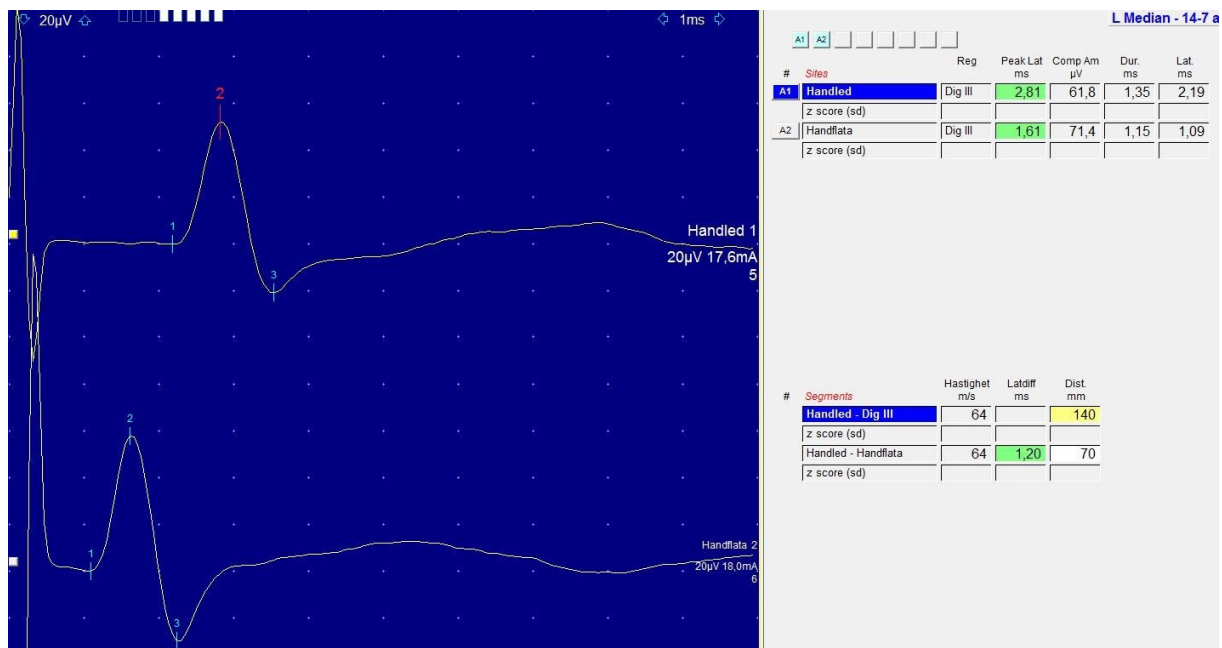 20µV 1ms L Median - 14-7 a
A1 A2
Reg Peak Lat Comp Am Dur. Lat.
# Sites ms µV ms ms
A1 Handled Dig III 2,81 61,8 1,35 2,19
z score (sd)
A2 Handflata Dig III 1,61 71,4 1,15 1,09
z score (sd)
2
1
3
Handled 1
20µV 17,6mA
5
Hastighet Latdiff Dist.
# Segments m/s ms mm
Handled - Dig III 64 140
z score (sd)
Handled - Handflata 64 1,20 70
z score (sd)
2
1
3
Handflata 2
20µV 18,0mA
6